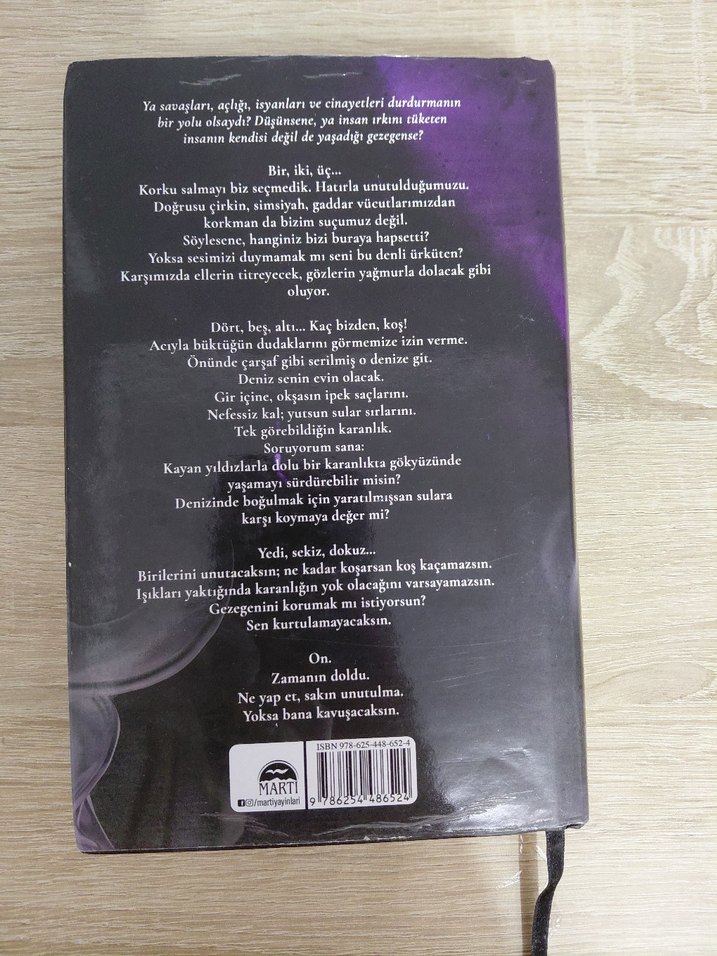 Ya savaşları, açlığı, isyanları ve cinayetleri durdurmanın
bir yolu olsaydı? Düşünsene, ya insan ırkını tüketen
insanın kendisi değil de yaşadığı gezegense?
Bir, iki, üç...
Korku salmayı biz seçmedik. Hatırla unutulduğumuzu.
Doğrusu çirkin, simsiyah, gaddar vücutlarımızdan
korkman da bizim suçumuz değil.
Söylesene, hanginiz bizi buraya hapsetti?
Yoksa sesimizi duymamak mı seni bu denli ürküten?
Karşımızda ellerin titreyecek, gözlerin yağmurla dolacak gibi
oluyor.
Dört, beş, altı... Kaç bizden, koş!
Acıyla büktüğün dudaklarını görmemize izin verme.
Önünde çarşaf gibi serilmiş o denize git.
Deniz senin evin olacak.
Gir içine, okşasın ipek saçlarını.
Nefessiz kal; yutsun sular sırlarını.
Tek görebildiğin karanlık.
Soruyorum sana:
Kayan yıldızlarla dolu bir karanlıkta gökyüzünde
yaşamayı sürdürebilir misin?
Denizinde boğulmak için yaratılmışsan sulara
karşı koymaya değer mi?
Yedi, sekiz, dokuz...
Birilerini unutacaksın; ne kadar koşarsan koş kaçamazsın.
Işıkları yaktığında karanlığın yok olacağını varsayamazsın.
Gezegenini korumak mı istiyorsun?
Sen kurtulamayacaksın.
On.
Zamanın doldu.
Ne yap et, sakın unutulma.
Yoksa bana kavuşacaksın.
MARTI
/martiyayinlari
ISBN 978-625-448-652-4
9 786254 486524